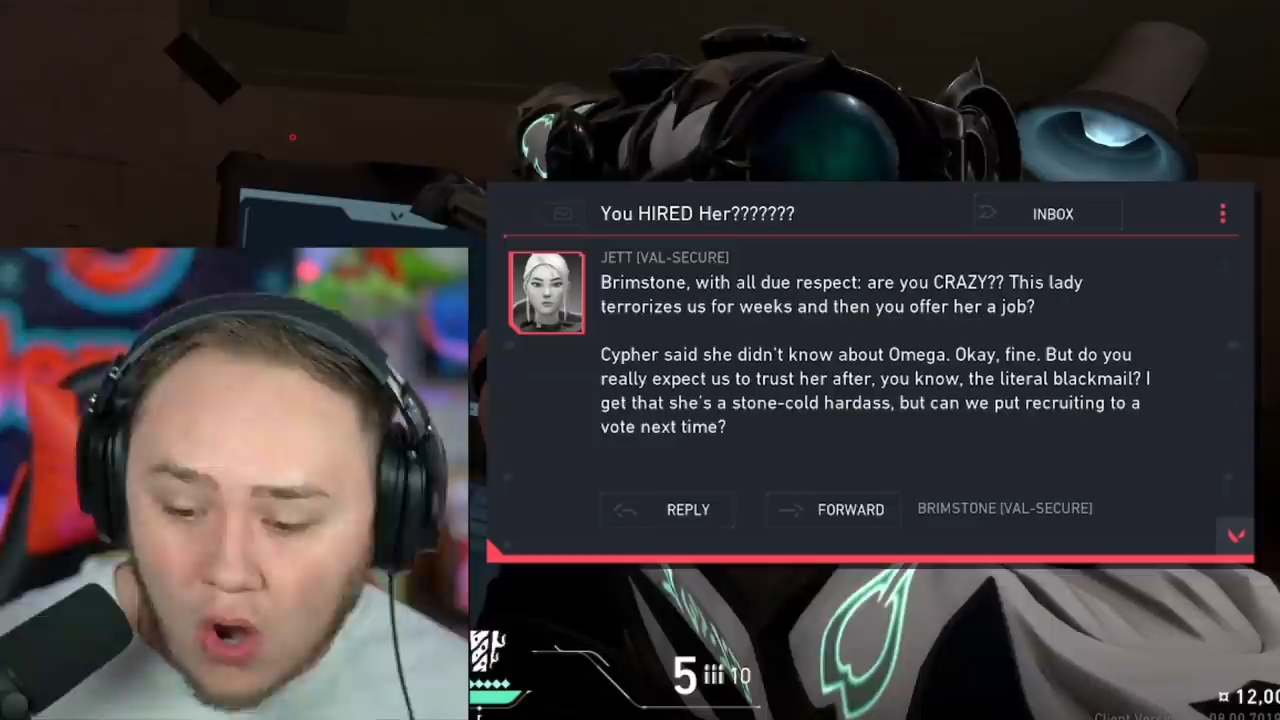 You HIRED Her???????
INBOX
JETT [VAL-SECURE]
Brimstone, with all due respect: are you CRAZY?? This lady
terrorizes us for weeks and then you offer her a job?
Cypher said she didn't know about Omega. Okay, fine. But do you
really expect us to trust her after, you know, the literal blackmail? I
get that she's a stone-cold hardass, but can we put recruiting to a
vote next time?
REPLY
FORWARD
BRIMSTONE [VAL-SECURE]
5
10
¤ 12,00
Client